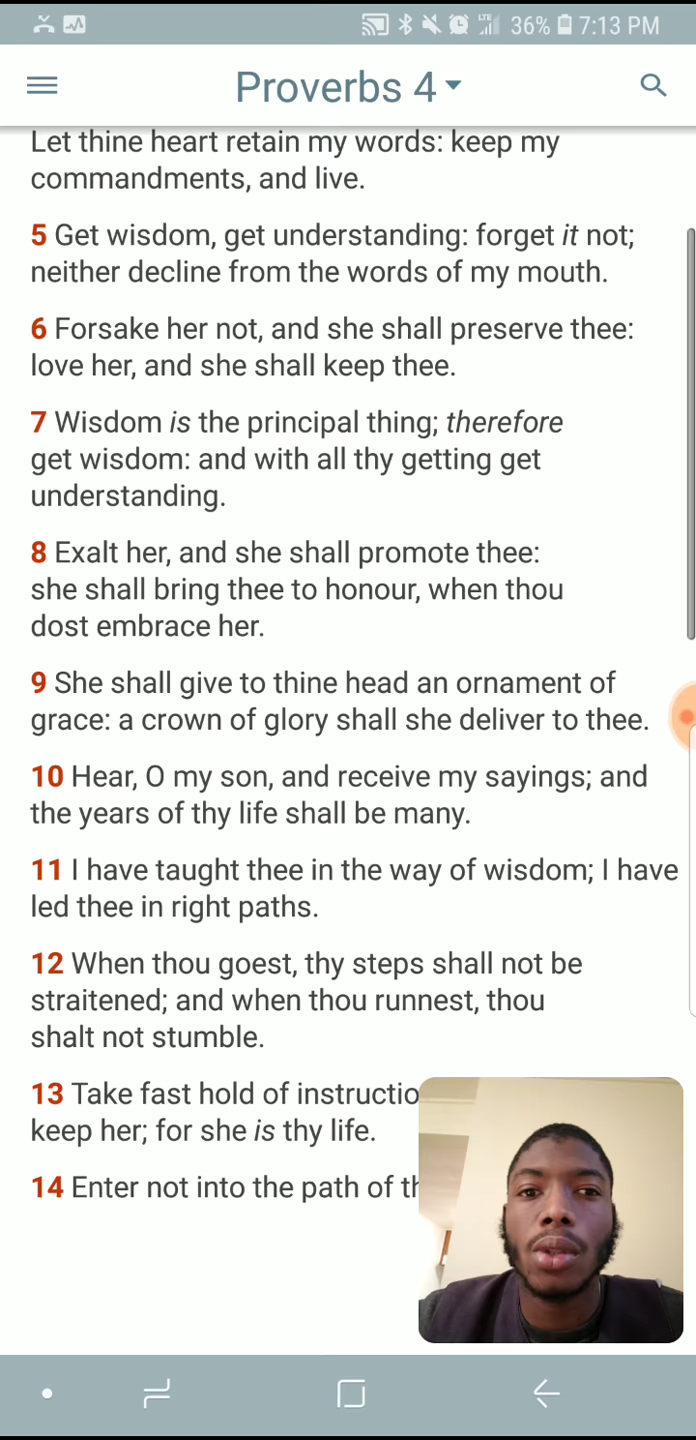 LTE 36% 7:13 PM
Proverbs 4
Let thine heart retain my words: keep my
commandments, and live.
5 Get wisdom, get understanding: forget it not;
neither decline from the words of my mouth.
6 Forsake her not, and she shall preserve thee:
love her, and she shall keep thee.
7 Wisdom is the principal thing; therefore
get wisdom: and with all thy getting get
understanding.
8 Exalt her, and she shall promote thee:
she shall bring thee to honour, when thou
dost embrace her.
9 She shall give to thine head an ornament of
grace: a crown of glory shall she deliver to thee.
10 Hear, O my son, and receive my sayings; and
the years of thy life shall be many.
11 I have taught thee in the way of wisdom; I have
led thee in right paths.
12 When thou goest, thy steps shall not be
straitened; and when thou runnest, thou
shalt not stumble.
13 Take fast hold of instructio
keep her; for she is thy life.
14 Enter not into the path of